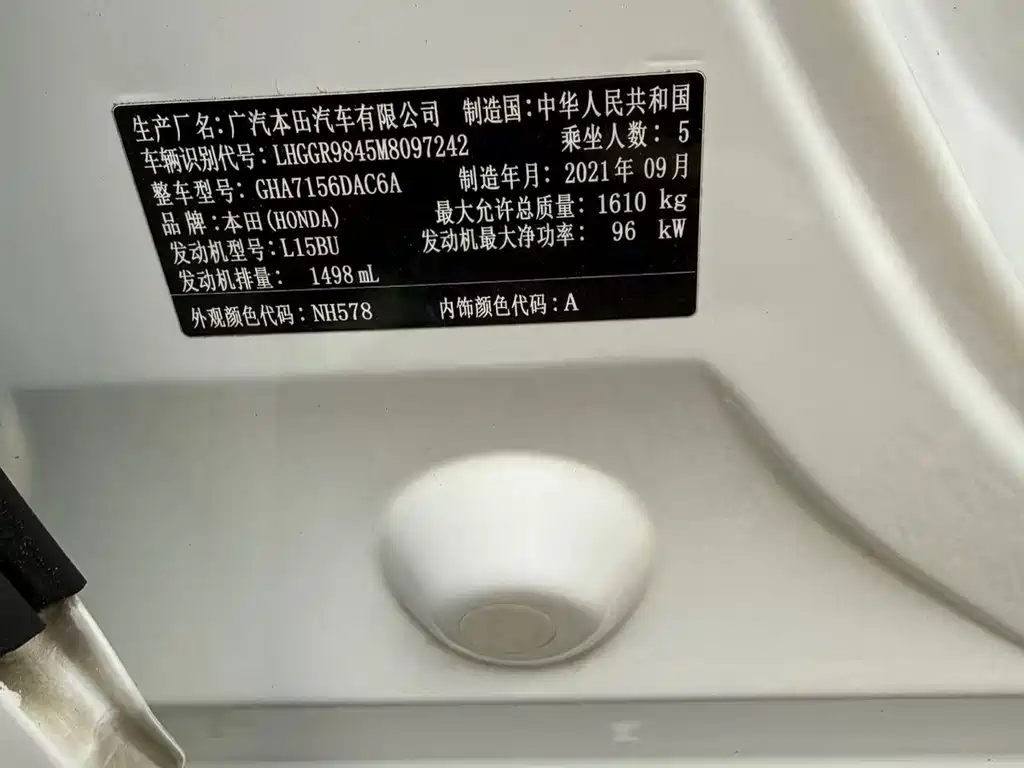 生产厂名:广汽本田汽车有限公司 制造国:中华人民共和国
车辆识别代号: LHGGR9845M8097242 乘坐人数: 5
整车型号: GHA7156DAC6A 制造年月: 2021年 09月
品牌:本田(HONDA) 最大允许总质量: 1610 kg
发动机型号:L15BU 发动机最大净功率: 96 kW
发动机排量: 1498 mL
外观颜色代码:NH578 内饰颜色代码:A